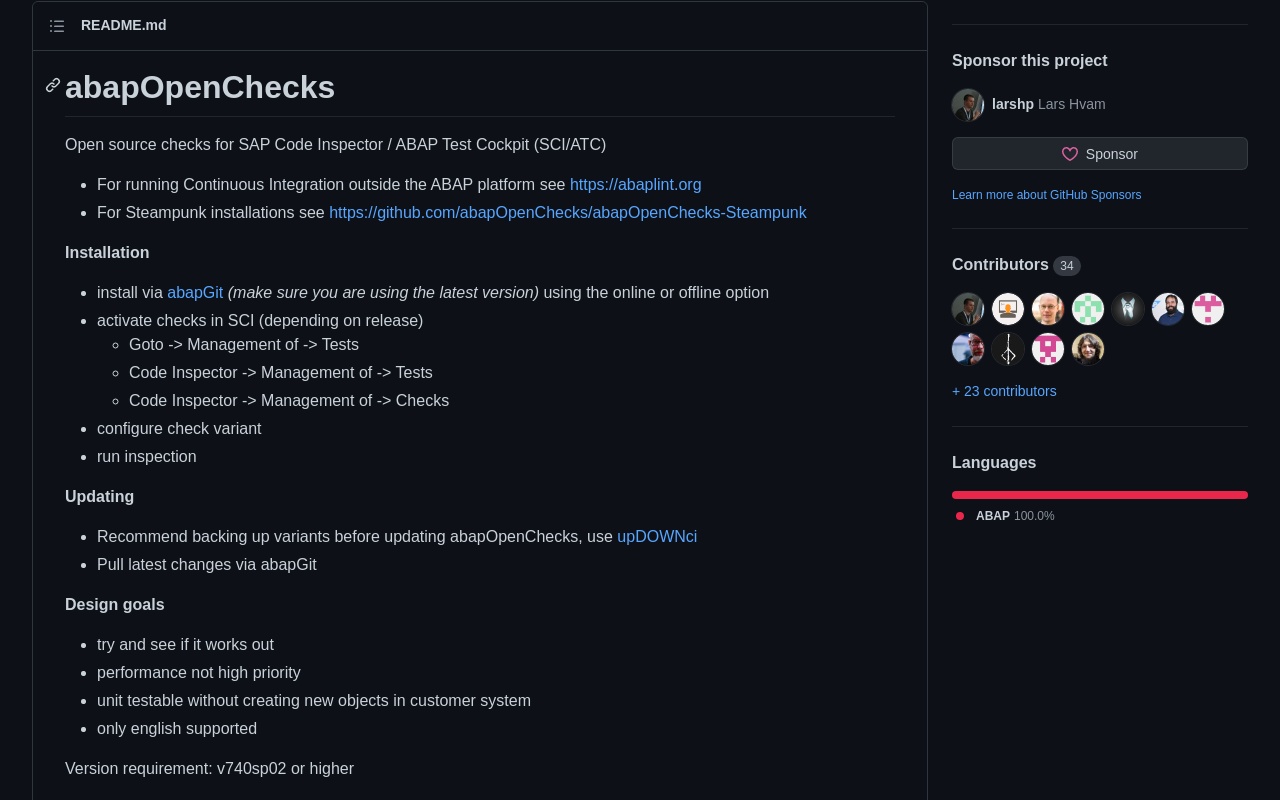 README.md
abapOpenChecks
Open source checks for SAP Code Inspector / ABAP Test Cockpit (SCI/ATC)
For running Continuous Integration outside the ABAP platform see https://abaplint.org
For Steampunk installations see https://github.com/abapOpenChecks/abapOpenChecks-Steampunk
Installation
install via abapGit (make sure you are using the latest version) using the online or offline option
activate checks in SCI (depending on release)
Goto -> Management of -> Tests
Code Inspector -> Management of -> Tests
Code Inspector -> Management of -> Checks
configure check variant
run inspection
Updating
Recommend backing up variants before updating abapOpenChecks, use upDOWNci
Pull latest changes via abapGit
Design goals
try and see if it works out
performance not high priority
unit testable without creating new objects in customer system
only english supported
Version requirement: v740sp02 or higher
Sponsor this project
larshp Lars Hvam
Sponsor
Learn more about GitHub Sponsors
Contributors 34
+ 23 contributors
Languages
ABAP 100.0%